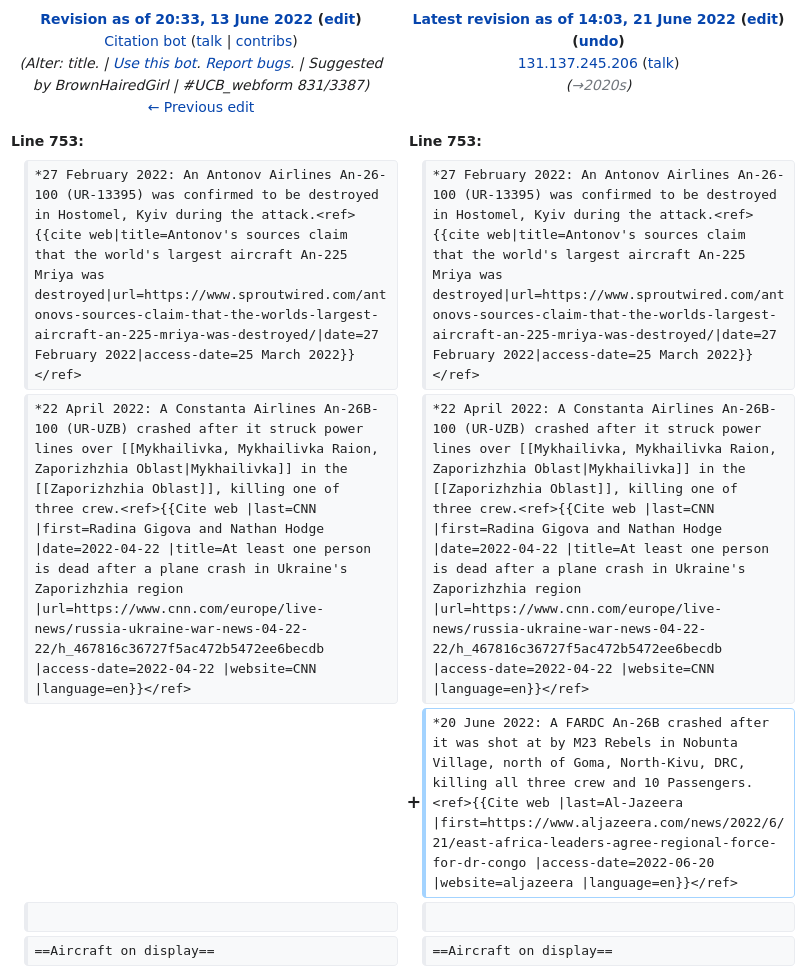 Revision as of 20:33, 13 June 2022 (edit)
Citation bot (talk | contribs)
(Alter: title. | Use this bot. Report bugs. | Suggested
by BrownHairedGirl | #UCB_webform 831/3387)
← Previous edit
Latest revision as of 14:03, 21 June 2022 (edit)
(undo)
131.137.245.206 (talk)
(→2020s)
Line 753:
Line 753:
*27 February 2022: An Antonov Airlines An-26-
100 (UR-13395) was confirmed to be destroyed
in Hostomel, Kyiv during the attack.<ref>
{{cite web|title=Antonov's sources claim
that the world's largest aircraft An-225
Mriya was
destroyed|url=https://www.sproutwired.com/ant
onovs-sources-claim-that-the-worlds-largest-
aircraft-an-225-mriya-was-destroyed/|date=27
February 2022|access-date=25 March 2022}}
</ref>
*27 February 2022: An Antonov Airlines An-26-
100 (UR-13395) was confirmed to be destroyed
in Hostomel, Kyiv during the attack.<ref>
{{cite web|title=Antonov's sources claim
that the world's largest aircraft An-225
Mriya was
destroyed|url=https://www.sproutwired.com/ant
onovs-sources-claim-that-the-worlds-largest-
aircraft-an-225-mriya-was-destroyed/|date=27
February 2022|access-date=25 March 2022}}
</ref>
*22 April 2022: A Constanta Airlines An-26B-
100 (UR-UZB) crashed after it struck power
lines over [[Mykhailivka, Mykhailivka Raion,
Zaporizhzhia Oblast|Mykhailivka]] in the
[[Zaporizhzhia Oblast]], killing one of
three crew.<ref>{{Cite web |last=CNN
|first=Radina Gigova and Nathan Hodge
|date=2022-04-22 |title=At least one person
is dead after a plane crash in Ukraine's
Zaporizhzhia region
|url=https://www.cnn.com/europe/live-
news/russia-ukraine-war-news-04-22-
22/h_467816c36727f5ac472b5472ee6becdb
|access-date=2022-04-22 |website=CNN
|language=en}}</ref>
*22 April 2022: A Constanta Airlines An-26B-
100 (UR-UZB) crashed after it struck power
lines over [[Mykhailivka, Mykhailivka Raion,
Zaporizhzhia Oblast|Mykhailivka]] in the
[[Zaporizhzhia Oblast]], killing one of
three crew.<ref>{{Cite web |last=CNN
|first=Radina Gigova and Nathan Hodge
|date=2022-04-22 |title=At least one person
is dead after a plane crash in Ukraine's
Zaporizhzhia region
|url=https://www.cnn.com/europe/live-
news/russia-ukraine-war-news-04-22-
22/h_467816c36727f5ac472b5472ee6becdb
|access-date=2022-04-22 |website=CNN
|language=en}}</ref>
+
*20 June 2022: A FARDC An-26B crashed after
it was shot at by M23 Rebels in Nobunta
Village, north of Goma, North-Kivu, DRC,
killing all three crew and 10 Passengers.
<ref>{{Cite web |last=Al-Jazeera
|first=https://www.aljazeera.com/news/2022/6/
21/east-africa-leaders-agree-regional-force-
for-dr-congo |access-date=2022-06-20
|website=aljazeera |language=en}}</ref>
==Aircraft on display==
==Aircraft on display==